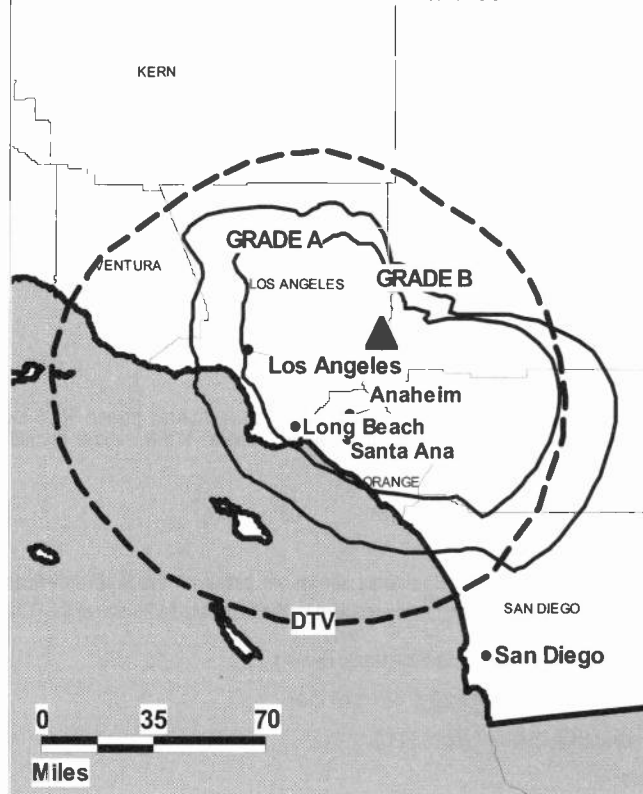 KERN
GRADE A
VENTURA
LOS ANGELES
GRADE B
Los Angeles
Anaheim
Long Beach
Santa Ana
ORANGE
SAN DIEGO
DTV
San Diego
0 35 70
Miles